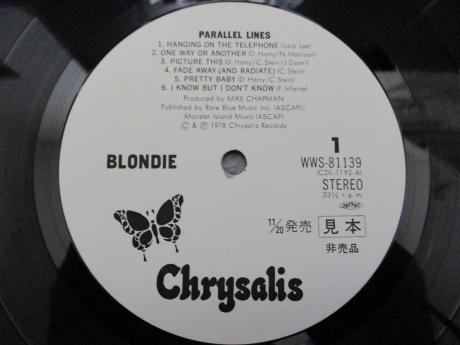 PARALLEL LINES
1. HANGING ON THE TELEPHONE (Jack Lee)
2. ONE WAY OR ANOTHER (D. Harry/N. Harrison)
3. PICTURE THIS (D. Harry/C. Stein/J. Destri)
4. FADE AWAY (AND RADIATE) (C. Stein)
5. PRETTY BABY (D. Harry/C. Stein)
6. I KNOW BUT I DON'T KNOW (F. Infante)
Produced by MIKE CHAPMAN
Published by Rare Blue Music Inc. (ASCAP)/
Monster Island Music (ASCAP)
© & ℗ 1978 Chrysalis Records
BLONDIE
1
WWS-81139
(CDL-1192-A)
STEREO
33⅓ r.p.m.
11/20 発売 見本
非売品
Chrysalis